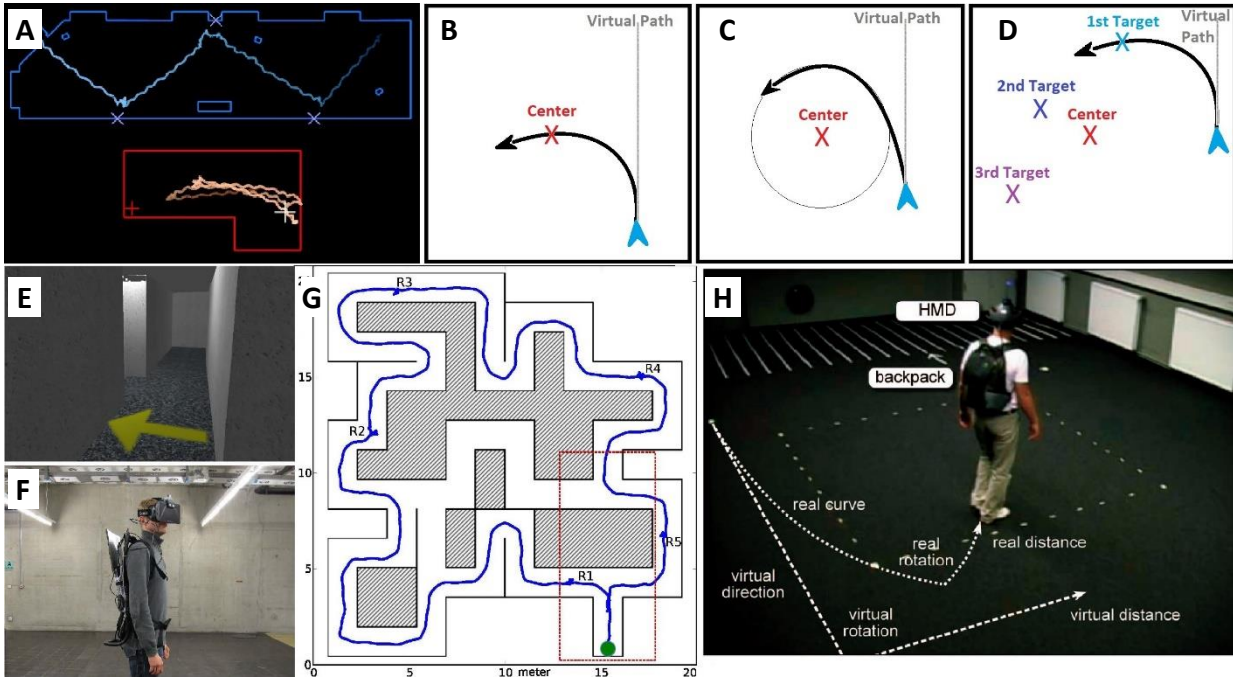 A
B
Virtual Path
Center
X
C
Virtual Path
Center
X
D
1st Target
X
Virtual
Path
2nd Target
X
Center
X
3rd Target
X
E
F
G
R3
R4
R2
R5
R1
15
10
5
0
0
5
10
meter
15
20
H
HMD
backpack
real curve
real
rotation
real distance
virtual
direction
virtual
rotation
virtual distance